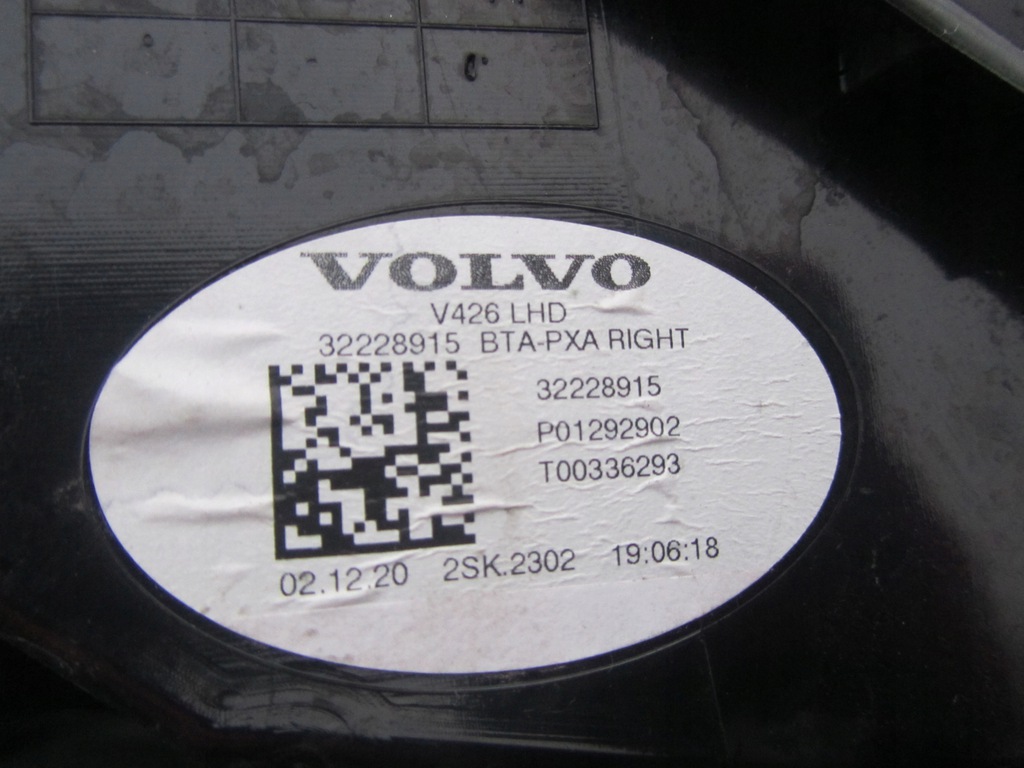 VOLVO
V426 LHD
32228915 BTA-PXA RIGHT
32228915
P01292902
T00336293
02.12.20 2SK.2302 19:06:18